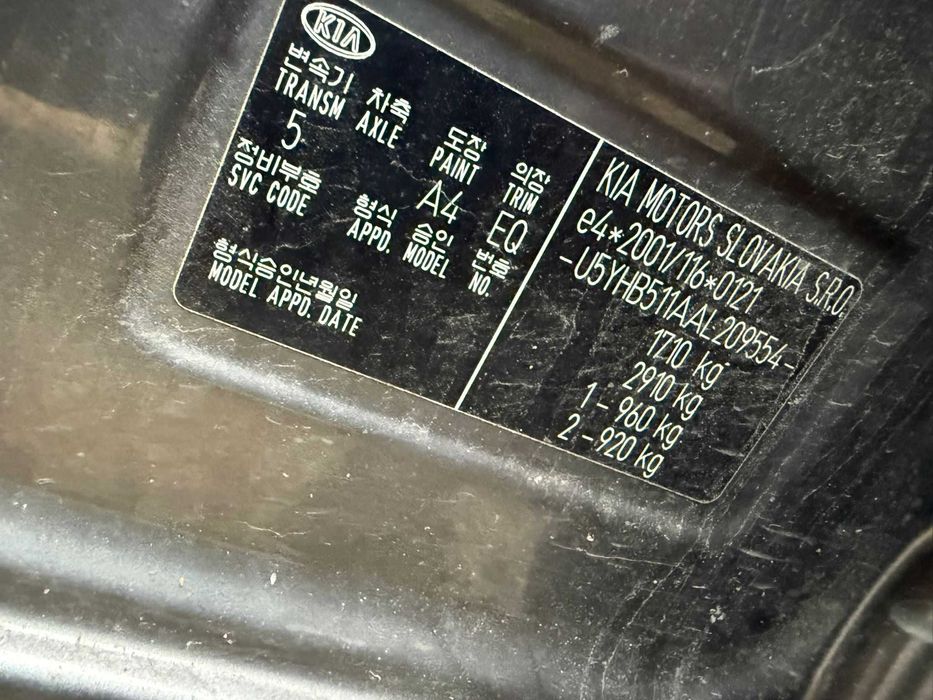 KIA
변속기 차축 도장 의장
TRANSM AXLE PAINT TRIM
5 A4 EQ
정비부호 형식 승인 번호
SVC CODE APPD. MODEL NO.
형식승인년월일
MODEL APPD. DATE
KIA MOTORS SLOVAKIA S.R.O.
e4*2001/116*0121
-U5YHB511AAL209554-
1710 kg
2910 kg
1 - 960 kg
2 - 920 kg